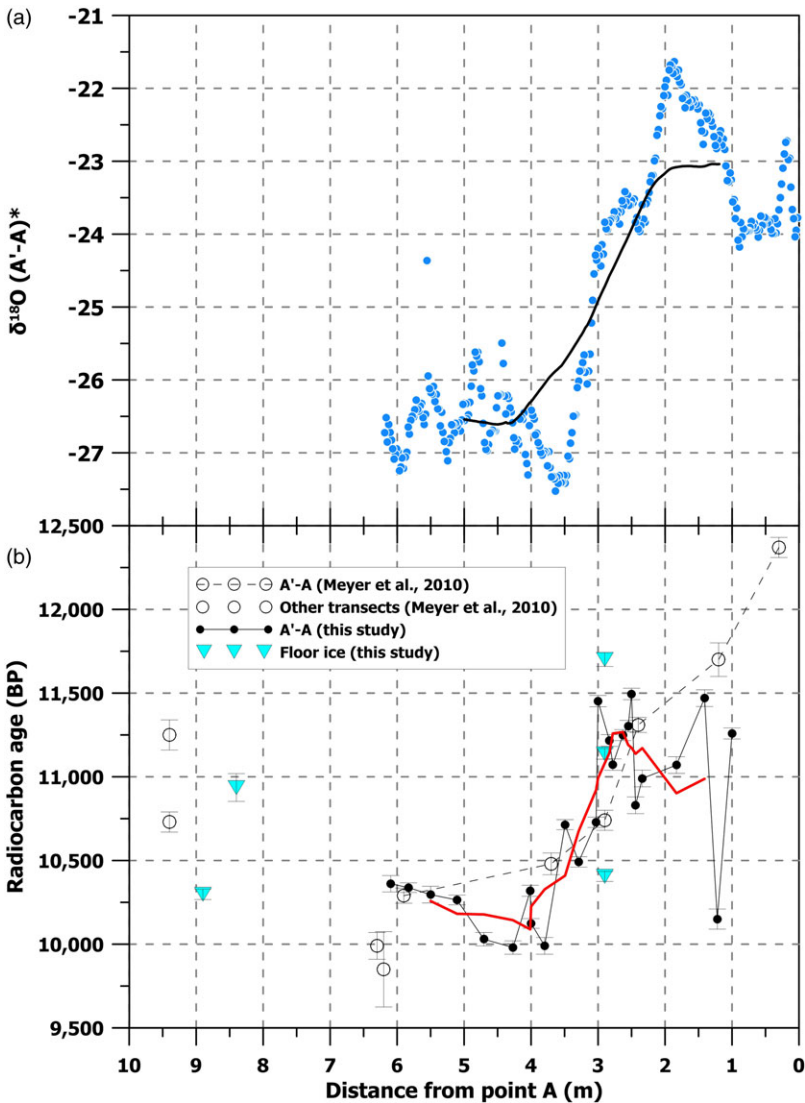 (a)
-21
-22
-23
-24
-25
-26
-27
δ¹⁸O (A'-A)*
12,500
(b)
A'-A (Meyer et al., 2010)
Other transects (Meyer et al., 2010)
A'-A (this study)
Floor ice (this study)
12,000
11,500
11,000
10,500
10,000
9,500
Radiocarbon age (BP)
10 9 8 7 6 5 4 3 2 1 0
Distance from point A (m)